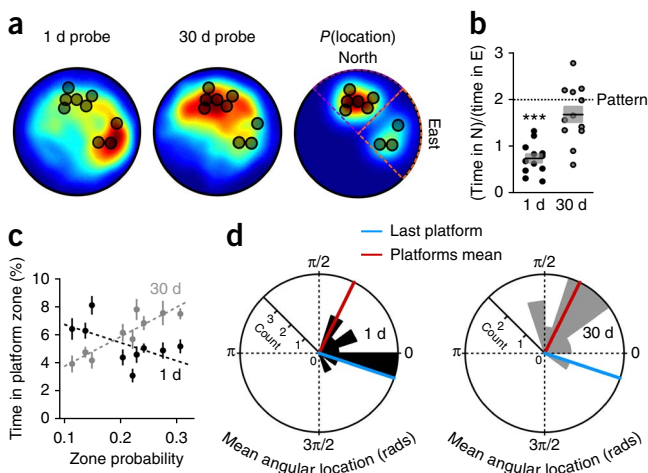 a
1 d probe
30 d probe
P(location)
North
East
b
(Time in N)/(time in E)
3
2
1
0
Pattern
***
1 d
30 d
c
Time in platform zone (%)
10
8
6
4
2
0
30 d
1 d
0.1
0.2
0.3
Zone probability
d
Last platform
Platforms mean
π/2
π
0
3π/2
3
2
1
0
Count
1 d
Mean angular location (rads)
π/2
π
0
3π/2
2
1
0
Count
30 d
Mean angular location (rads)